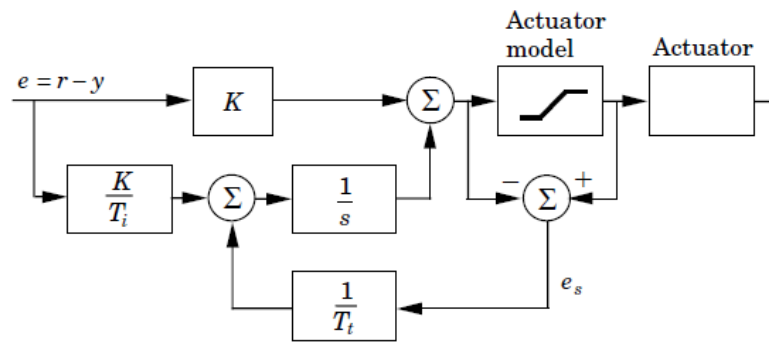 Actuator
model
Actuator
e = r − y
K
Σ
K
T_i
Σ
1
s
−
+
Σ
1
T_t
e_s